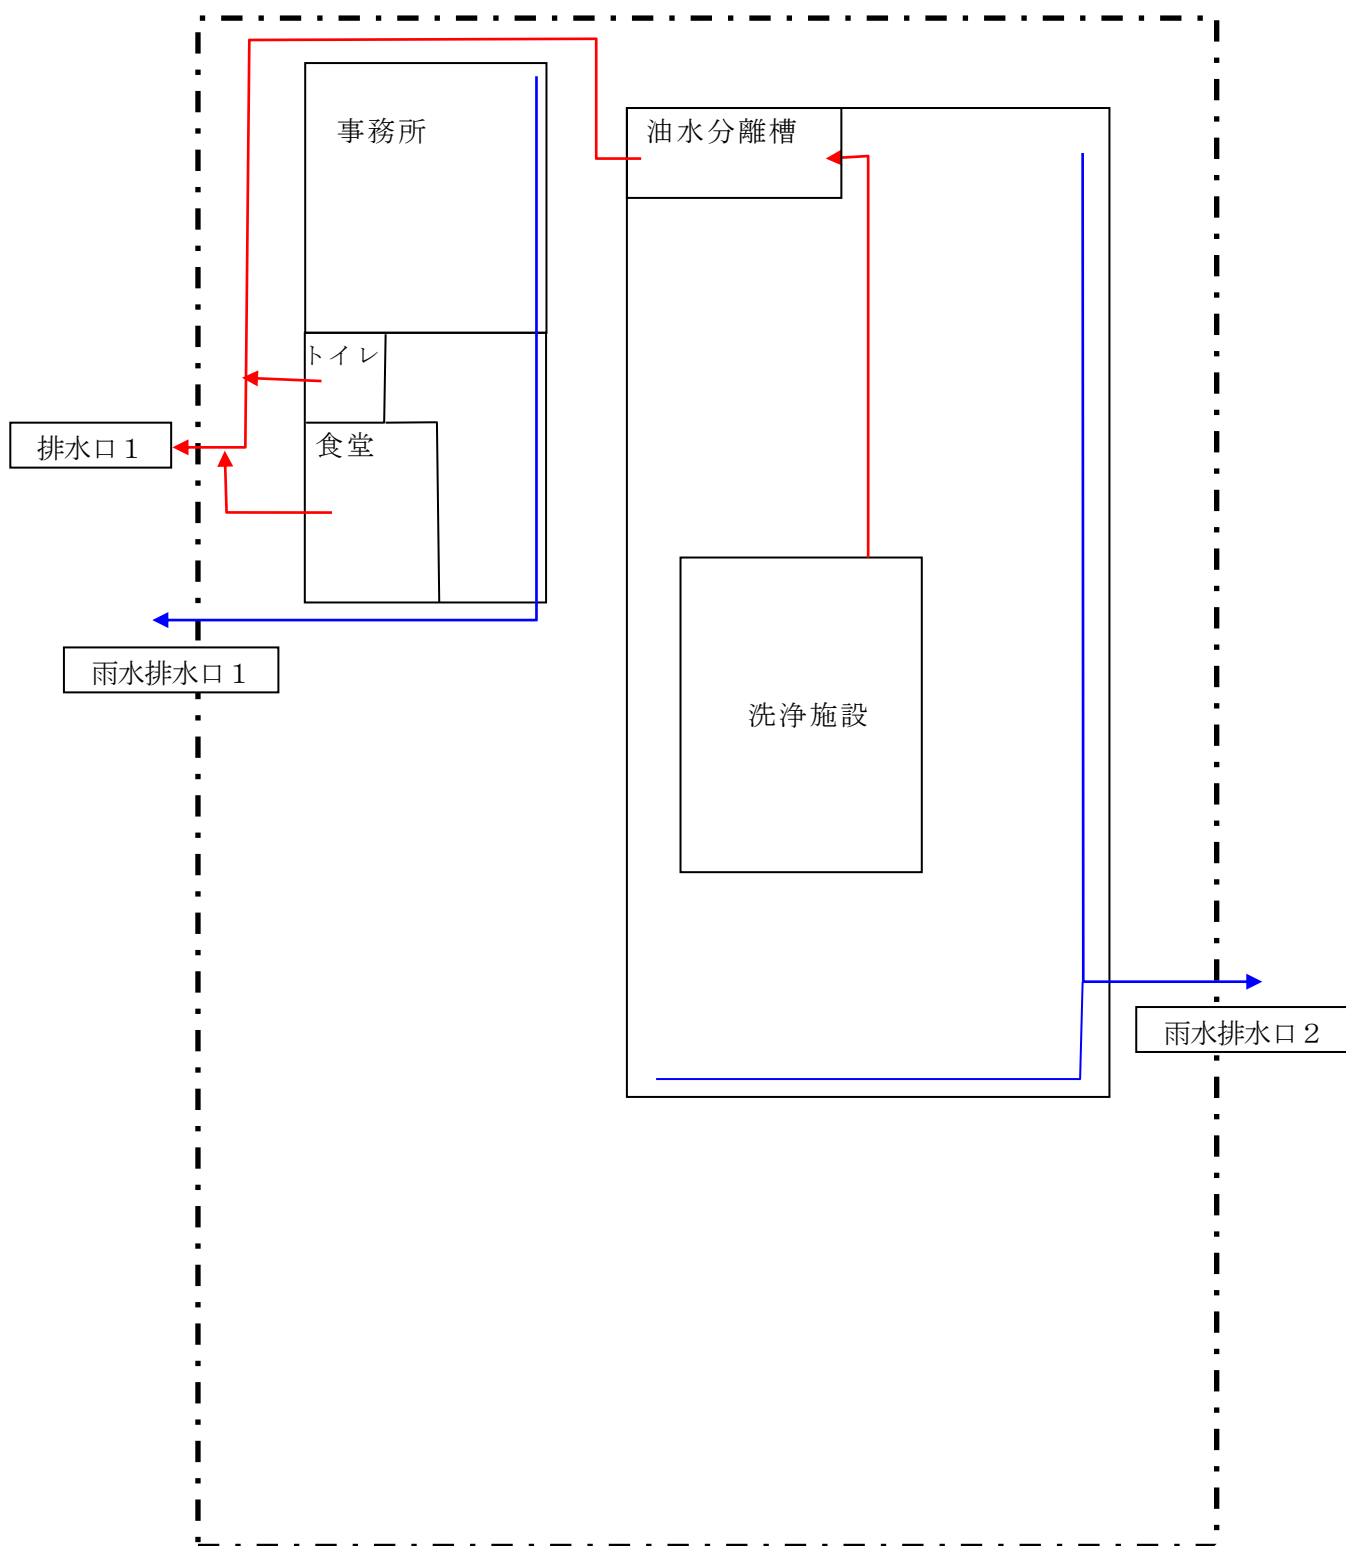 事務所
油水分離槽
トイレ
食堂
排水口１
雨水排水口１
洗浄施設
雨水排水口２